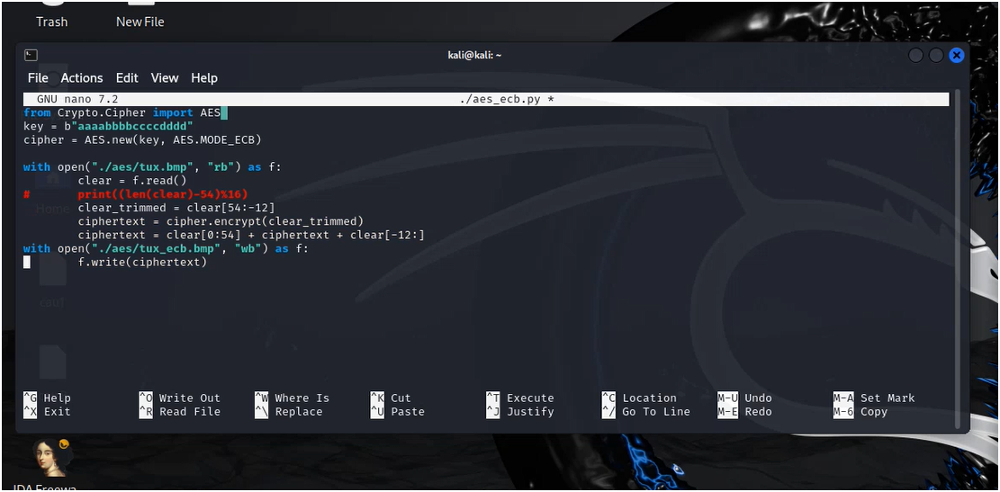 Trash New File
kali@kali: ~
File Actions Edit View Help
GNU nano 7.2 ./aes_ecb.py *
from Crypto.Cipher import AES
key = b"aaaabbbbccccdddd"
cipher = AES.new(key, AES.MODE_ECB)
with open("./aes/tux.bmp", "rb") as f:
        clear = f.read()
#       print((len(clear)-54)%16)
        clear_trimmed = clear[54:-12]
        ciphertext = cipher.encrypt(clear_trimmed)
        ciphertext = clear[0:54] + ciphertext + clear[-12:]
with open("./aes/tux_ecb.bmp", "wb") as f:
        f.write(ciphertext)
Home
^G Help ^O Write Out ^W Where Is ^K Cut ^T Execute ^C Location M-U Undo M-A Set Mark
^X Exit ^R Read File ^\ Replace ^U Paste ^J Justify ^/ Go To Line M-E Redo M-6 Copy
IDA Freewa